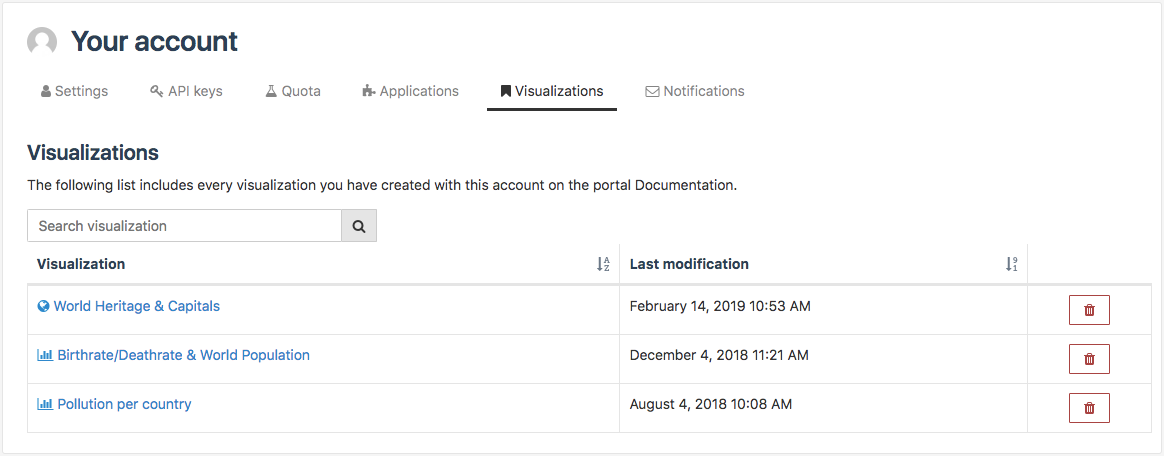 Your account
Settings API keys Quota Applications Visualizations Notifications
Visualizations
The following list includes every visualization you have created with this account on the portal Documentation.
Search visualization
Visualization A Z Last modification 9 1
World Heritage & Capitals February 14, 2019 10:53 AM
Birthrate/Deathrate & World Population December 4, 2018 11:21 AM
Pollution per country August 4, 2018 10:08 AM